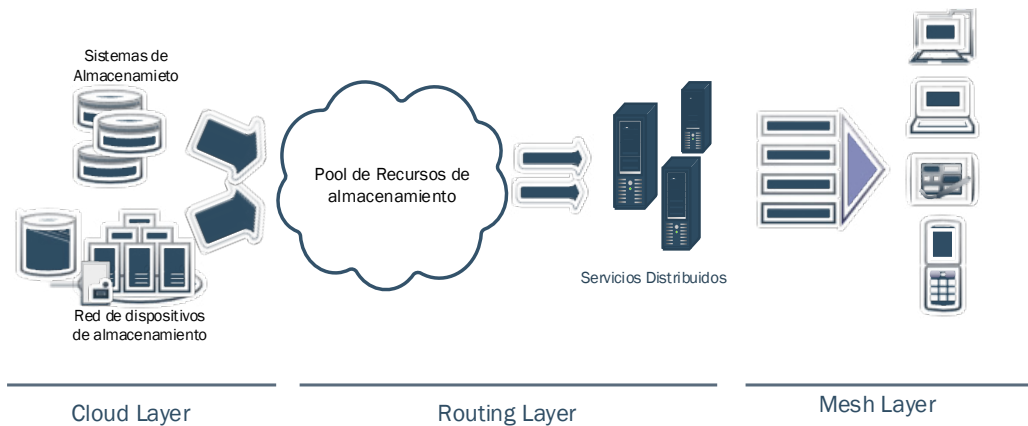 Sistemas de
Almacenamieto
Pool de Recursos de
almacenamiento
Servicios Distribuidos
Red de dispositivos
de almacenamiento
Cloud Layer
Routing Layer
Mesh Layer